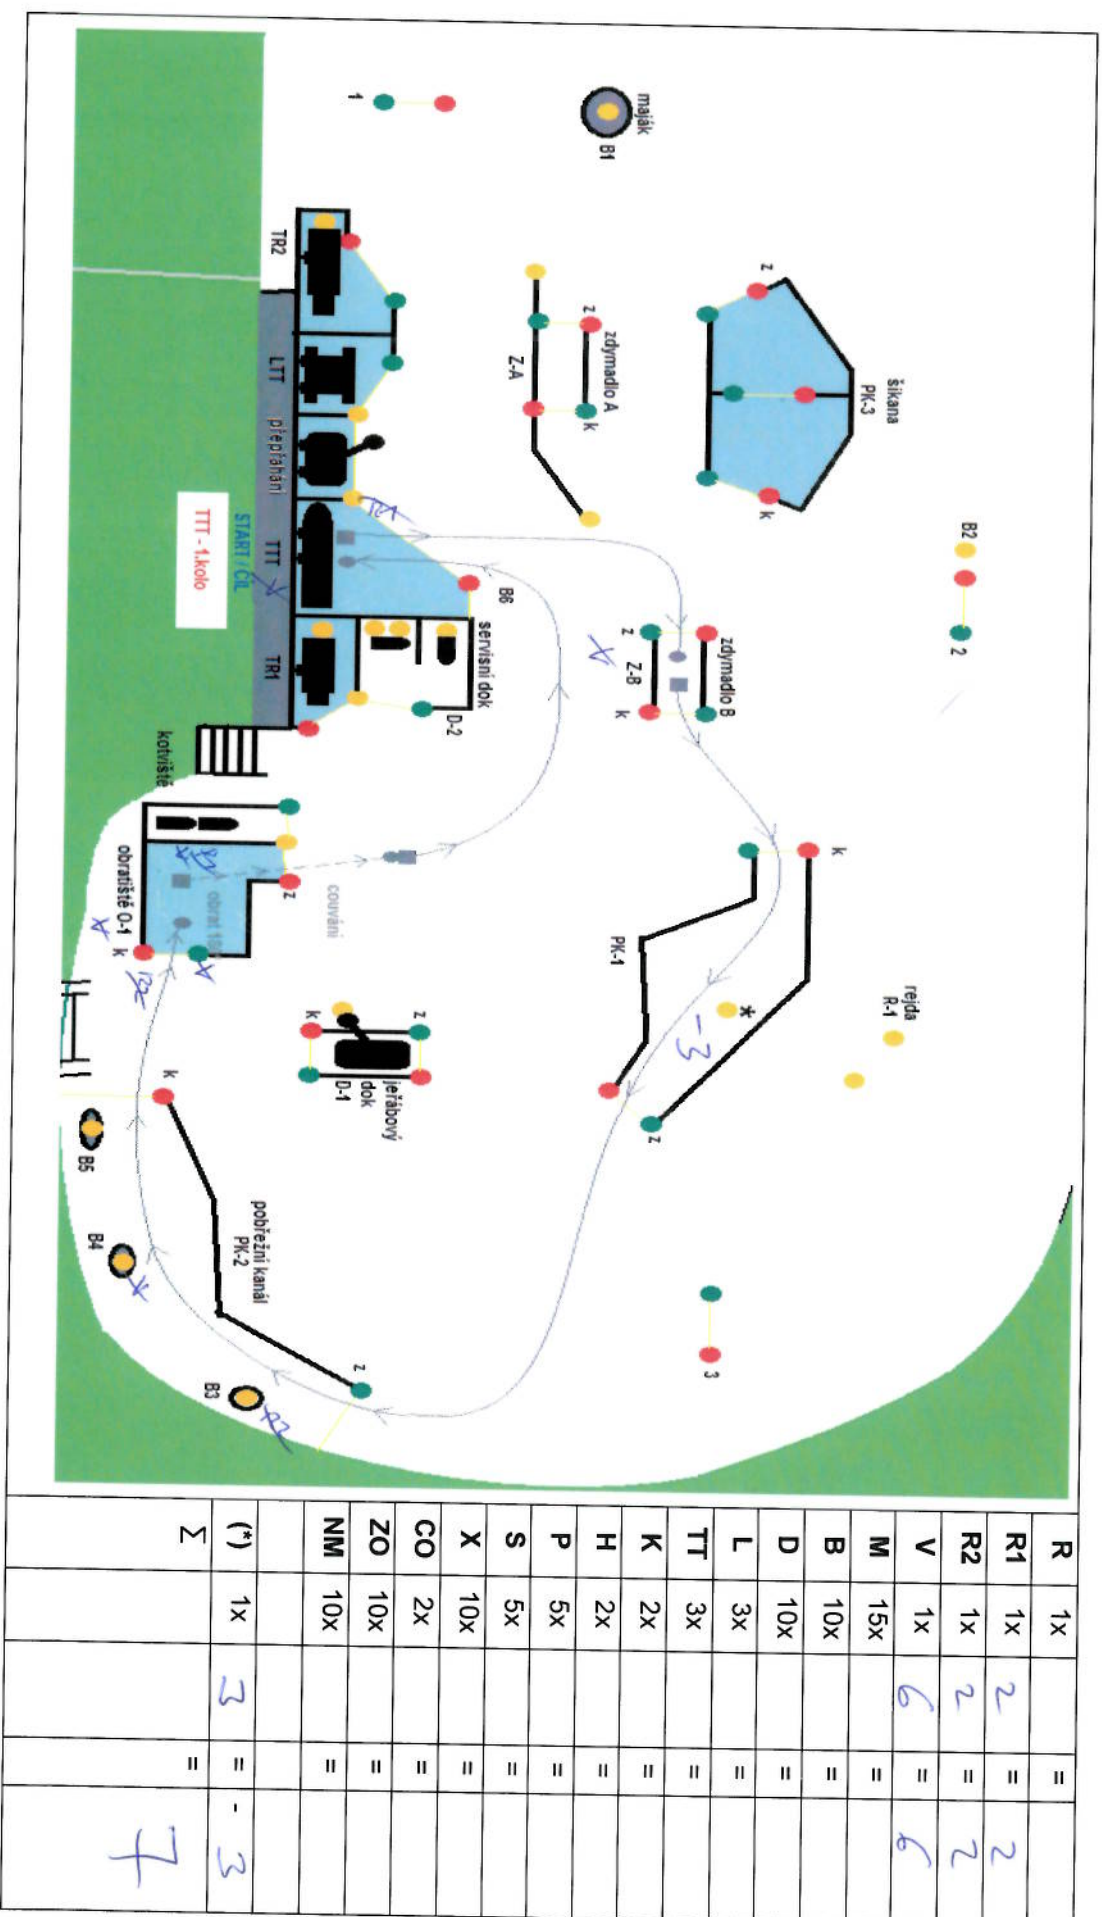 maják
B1
1
šikana
PK-3
z
k
B2
2
zdymadlo A
z
k
Z-A
TR2
LTT
přepřahání
TTT
TR1
START / CÍL
TTT - 1.kolo
B6
servisní dok
D-2
zdymadlo B
z
Z-B
k
k
PK-1
z
rejda
R-1
*
-3
kotviště
couvání
z
obratiště O-1
k
z
k
jeřábový
dok
D-1
3
pobřežní kanál
PK-2
k
z
B5
B4
B3
R 1x =
R1 1x 2 = 2
R2 1x 2 = 2
V 1x 6 = 6
M 15x =
B 10x =
D 10x =
L 3x =
TT 3x =
K 2x =
H 2x =
P 5x =
S 5x =
X 10x =
CO 2x =
ZO 10x =
NM 10x =
(*) 1x 3 = - 3
Σ = 7